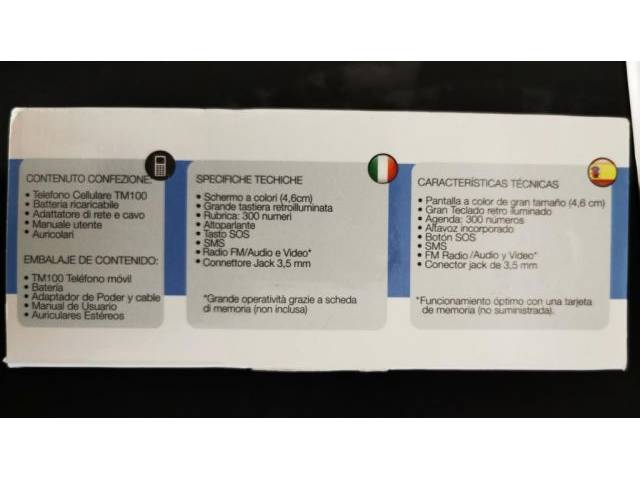 CONTENUTO CONFEZIONE:
• Telefono Cellulare TM100
• Batteria ricaricabile
• Adattatore di rete e cavo
• Manuale utente
• Auricolari
EMBALAJE DE CONTENIDO:
• TM100 Teléfono móvil
• Batería
• Adaptador de Poder y cable
• Manual de Usuario
• Auriculares Estéreos
SPECIFICHE TECHICHE
• Schermo a colori (4,6cm)
• Grande tastiera retroilluminata
• Rubrica: 300 numeri
• Altoparlante
• Tasto SOS
• SMS
• Radio FM/Audio e Video*
• Connettore Jack 3,5 mm
*Grande operatività grazie a scheda
di memoria (non inclusa)
CARACTERÍSTICAS TÉCNICAS
• Pantalla a color de gran tamaño (4,6 cm)
• Gran Teclado retro iluminado
• Agenda: 300 números
• Altavoz incorporado
• Botón SOS
• SMS
• FM Radio/Audio y Video*
• Conector jack de 3,5 mm
*Funcionamiento óptimo con una tarjeta
de memoria (no suministrada).